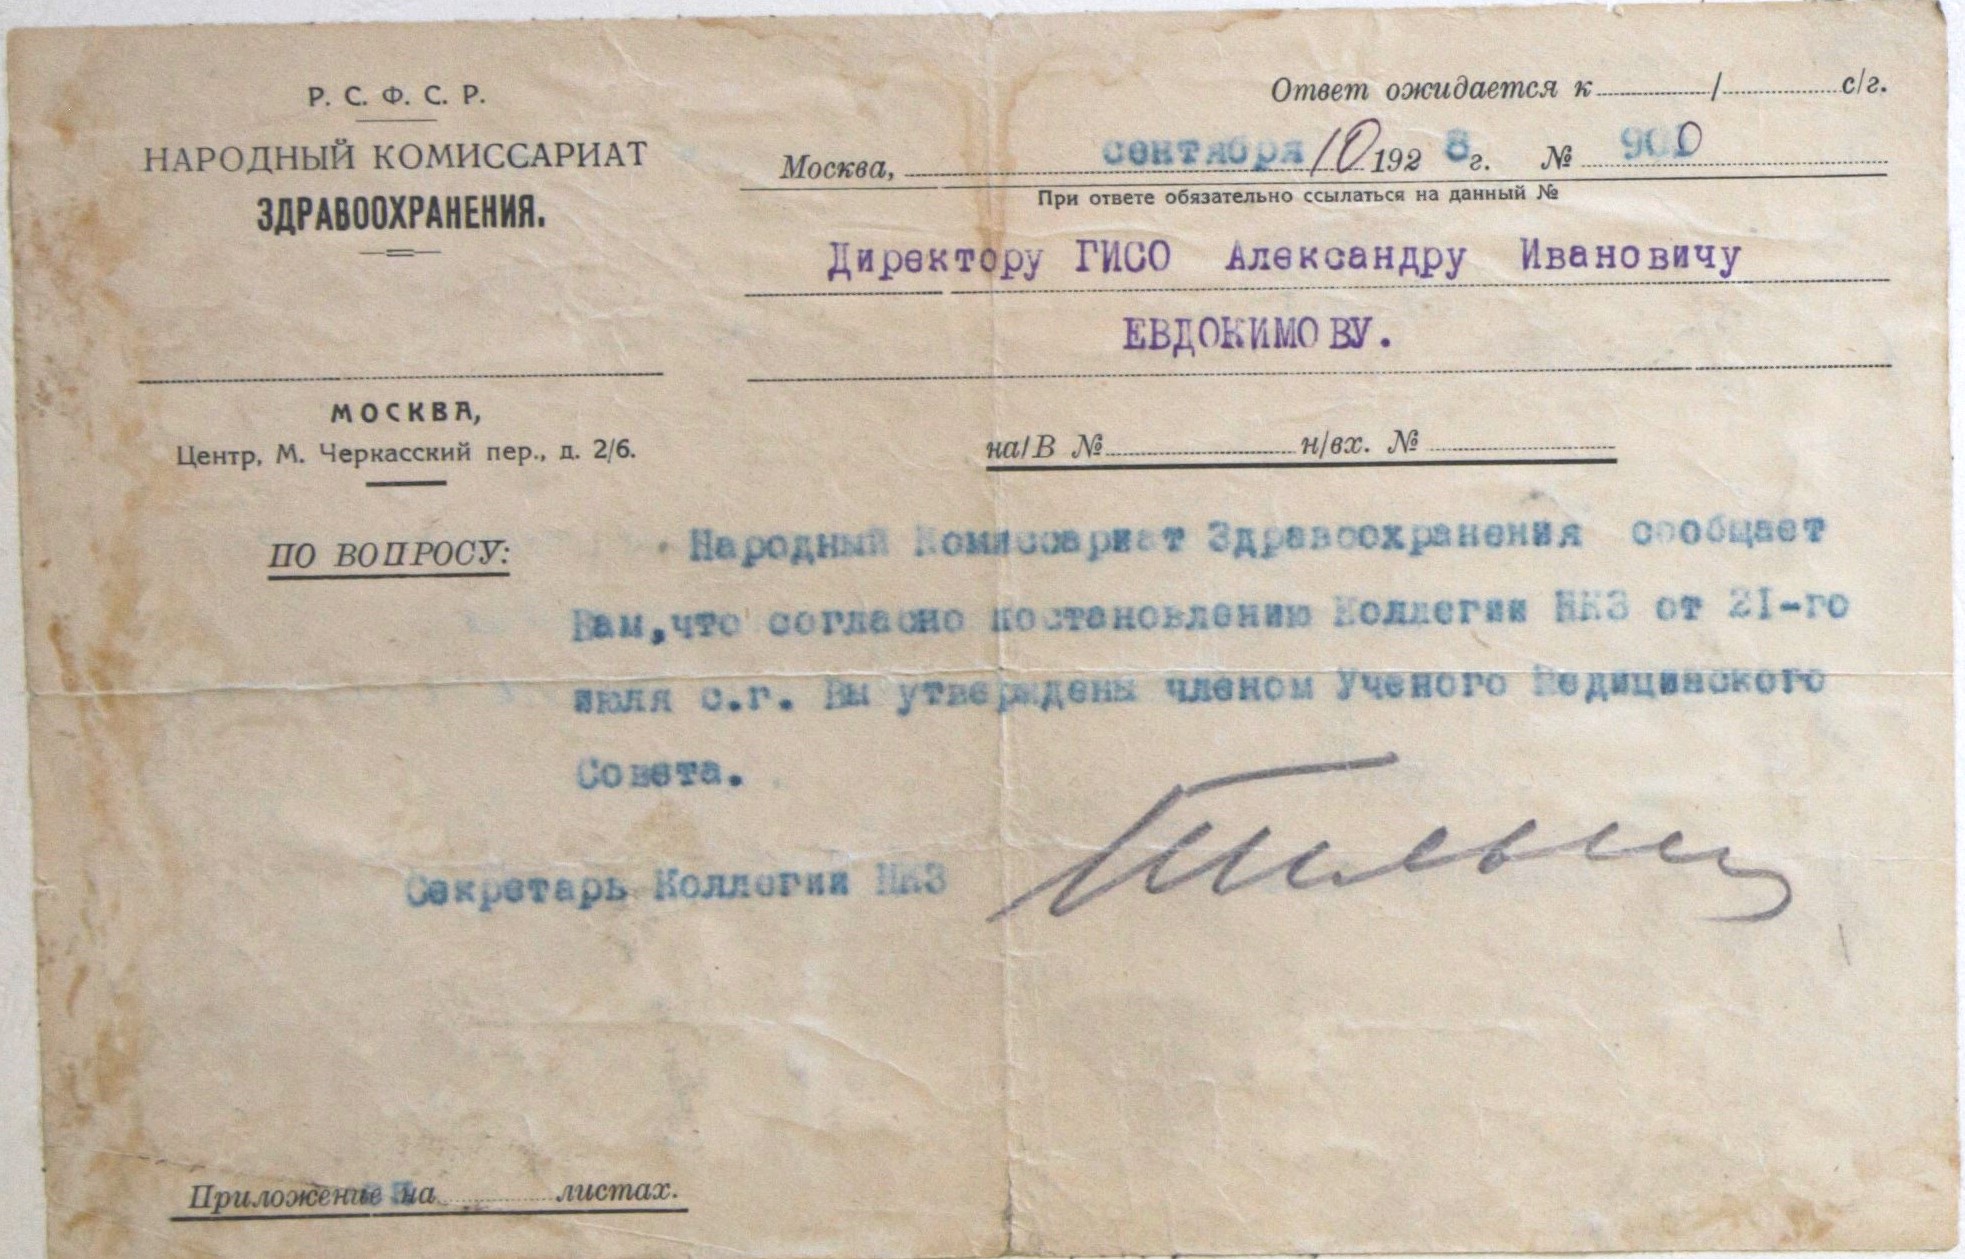 Р. С. Ф. С. Р.
НАРОДНЫЙ КОМИССАРИАТ
ЗДРАВООХРАНЕНИЯ.
МОСКВА,
Центр, М. Черкасский пер., д. 2/6.
Ответ ожидается к / с/г.
Москва, сентября 10 1928 г. № 900
При ответе обязательно ссылаться на данный №
Директору ГИСО Александру Ивановичу
ЕВДОКИМОВУ.
на/В № н/вх. №
ПО ВОПРОСУ:
Народный Комиссариат Здравоохранения сообщает
Вам, что согласно постановлению Коллегии НКЗ от 21-го
июля с.г. Вы утверждены членом Ученого Медицинского
Совета.
Секретарь Коллегии НКЗ
Приложение на листах.